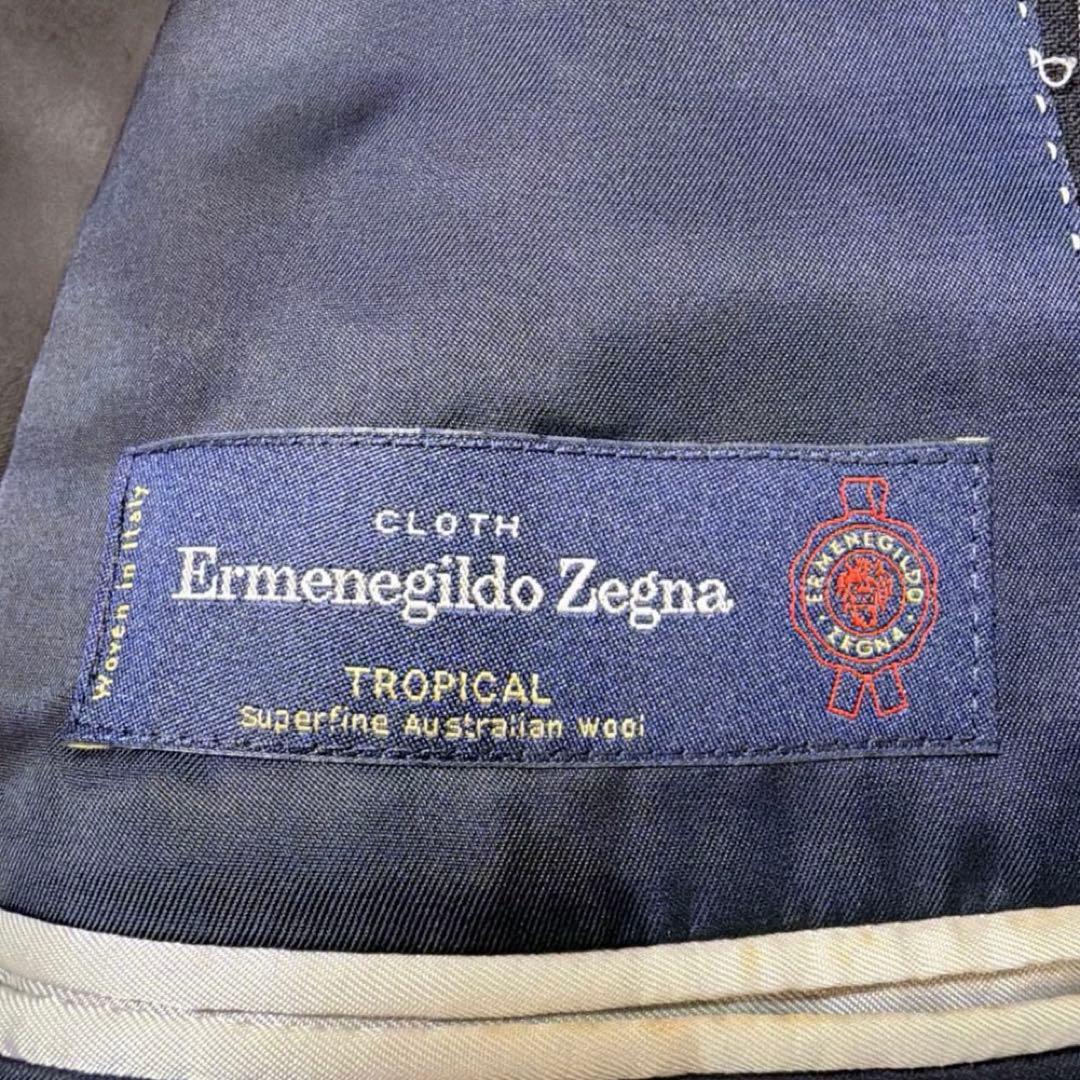 Woven in Italy
CLOTH
Ermenegildo Zegna
TROPICAL
Superfine Australian Wool
ERMENEGILDO
· ZEGNA ·